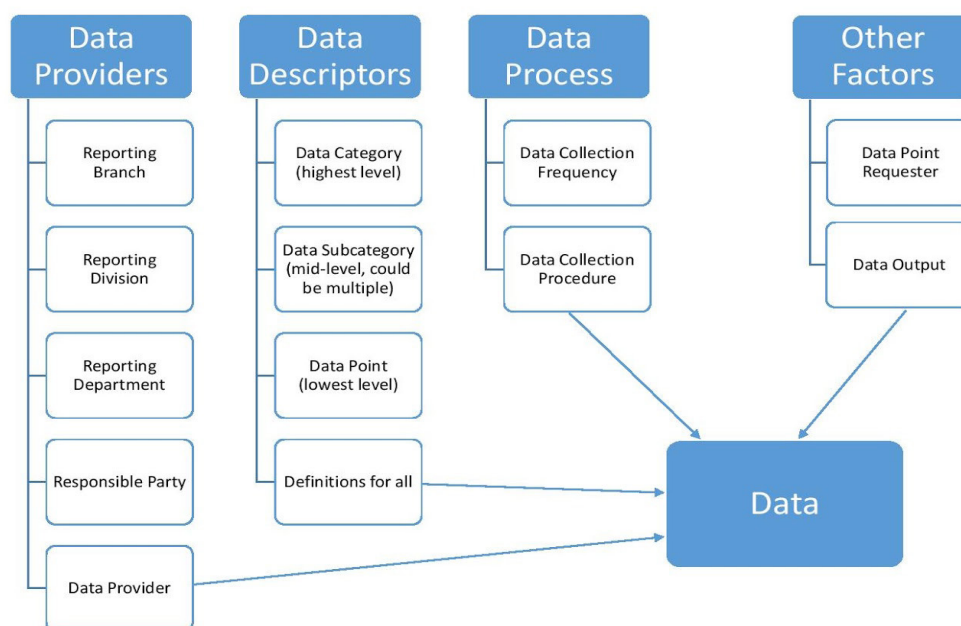 Data
Providers
Reporting
Branch
Reporting
Division
Reporting
Department
Responsible Party
Data Provider
Data
Descriptors
Data Category
(highest level)
Data Subcategory
(mid-level, could
be multiple)
Data Point
(lowest level)
Definitions for all
Data
Process
Data Collection
Frequency
Data Collection
Procedure
Other
Factors
Data Point
Requester
Data Output
Data